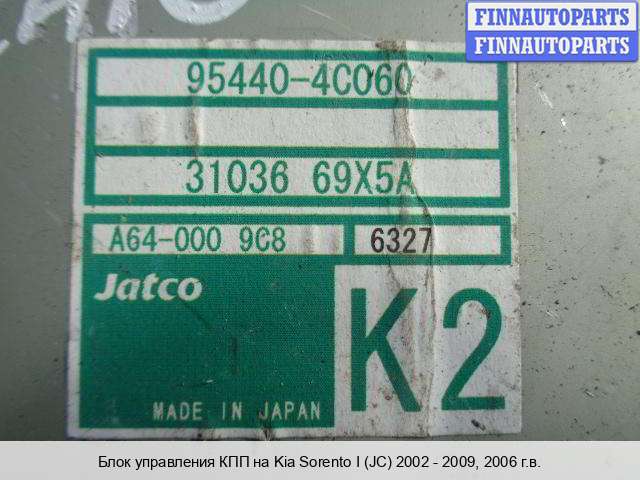 FINNAUTOPARTS
FINNAUTOPARTS
95440-4C060
31036 69X5A
A64-000 9C8
6327
Jatco
K2
MADE IN JAPAN
Блок управления КПП на Kia Sorento I (JC) 2002 - 2009, 2006 г.в.